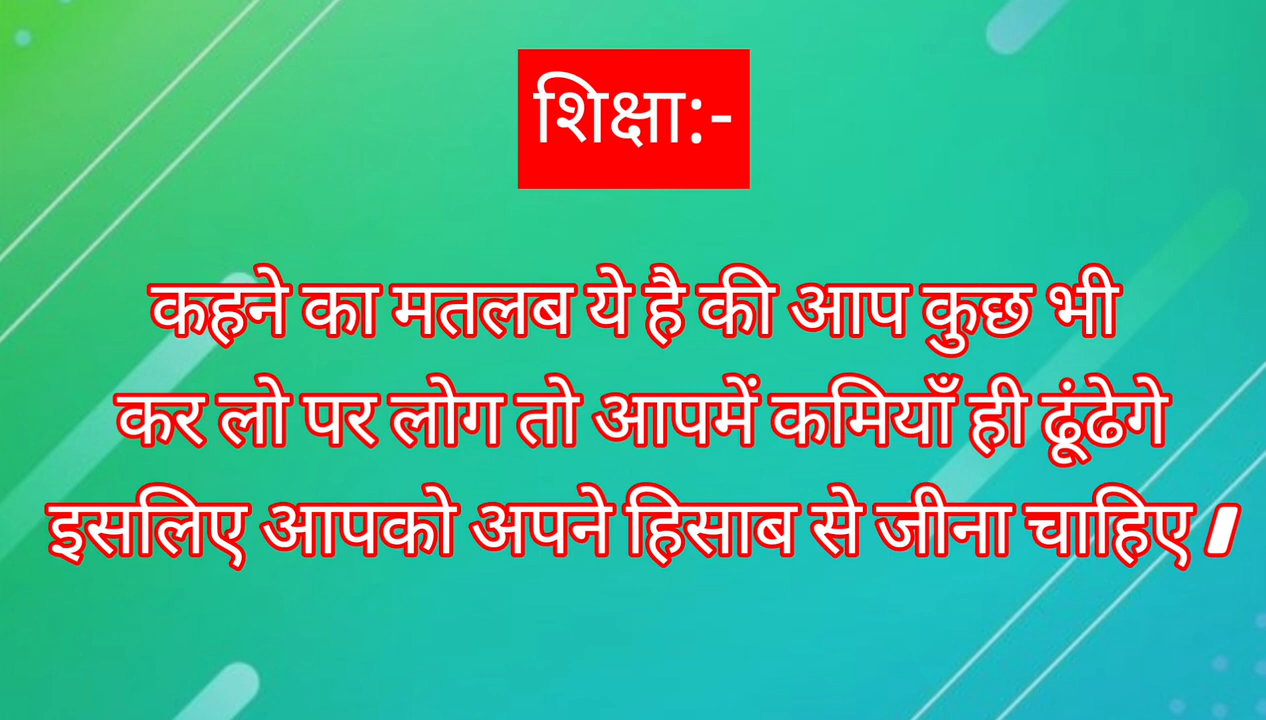 शिक्षा:-
कहने का मतलब ये है की आप कुछ भी
कर लो पर लोग तो आपमें कमियाँ ही ढूंढेगे
इसलिए आपको अपने हिसाब से जीना चाहिए।